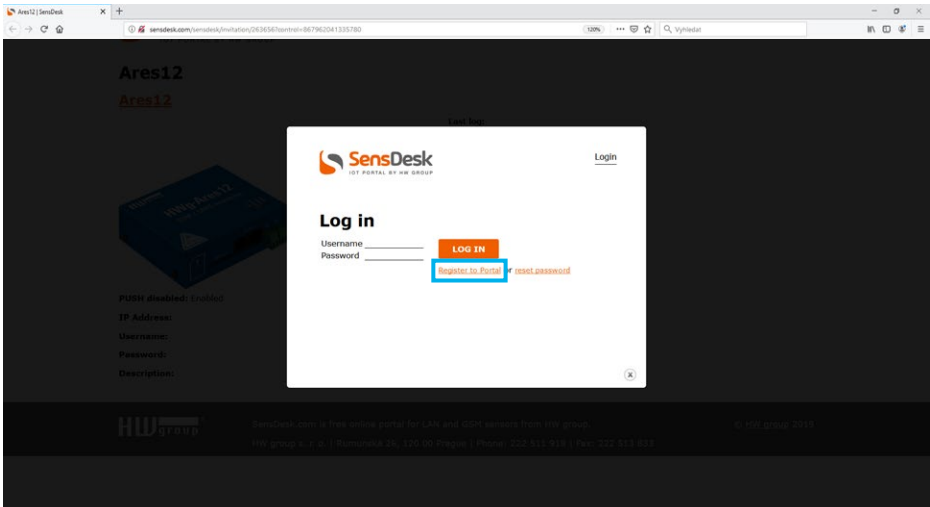 Ares12 | SensDesk
sensdesk.com/sensdesk/invitation/263656?control=867962041335780
120%
Vyhledat
Ares12
Ares12
Last log:
SensDesk
IOT PORTAL BY HW GROUP
Login
Log in
Username
Password
LOG IN
Register to Portal or reset password
HWg-Ares12
PUSH disabled: Enabled
IP Address:
Username:
Password:
Description:
HW group
SensDesk.com is free online portal for LAN and GSM sensors from HW group.
HW group s. r. o. | Rumunská 26, 120 00 Prague | Phone: 222 511 918 | Fax: 222 513 833